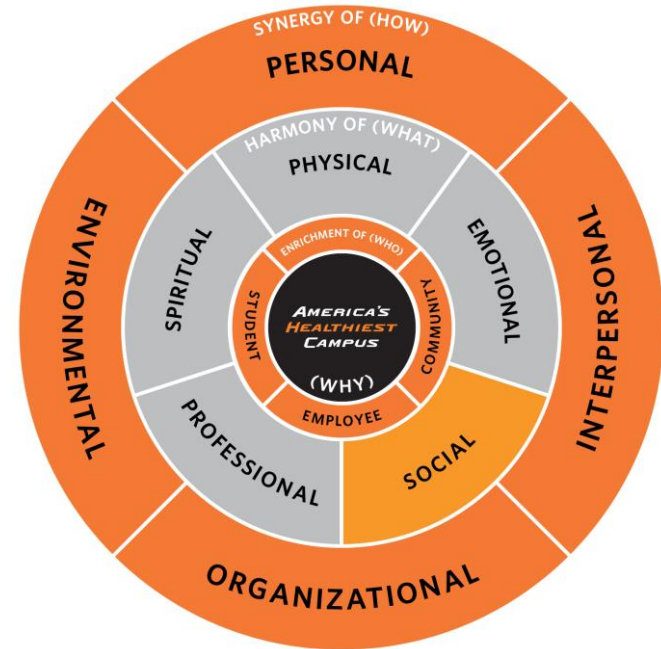 SYNERGY OF (HOW)
PERSONAL
INTERPERSONAL
ORGANIZATIONAL
ENVIRONMENTAL
HARMONY OF (WHAT)
PHYSICAL
EMOTIONAL
SOCIAL
PROFESSIONAL
SPIRITUAL
ENRICHMENT OF (WHO)
COMMUNITY
EMPLOYEE
STUDENT
AMERICA'S
HEALTHIEST
CAMPUS
(WHY)